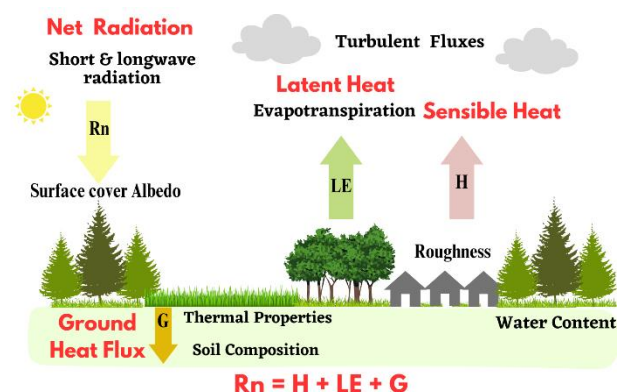 Net Radiation
Short & longwave
radiation
Rn
Surface cover Albedo
Turbulent Fluxes
Latent Heat
Evapotranspiration
Sensible Heat
LE
H
Roughness
Ground
Heat Flux
G
Thermal Properties
Soil Composition
Water Content
Rn = H + LE + G